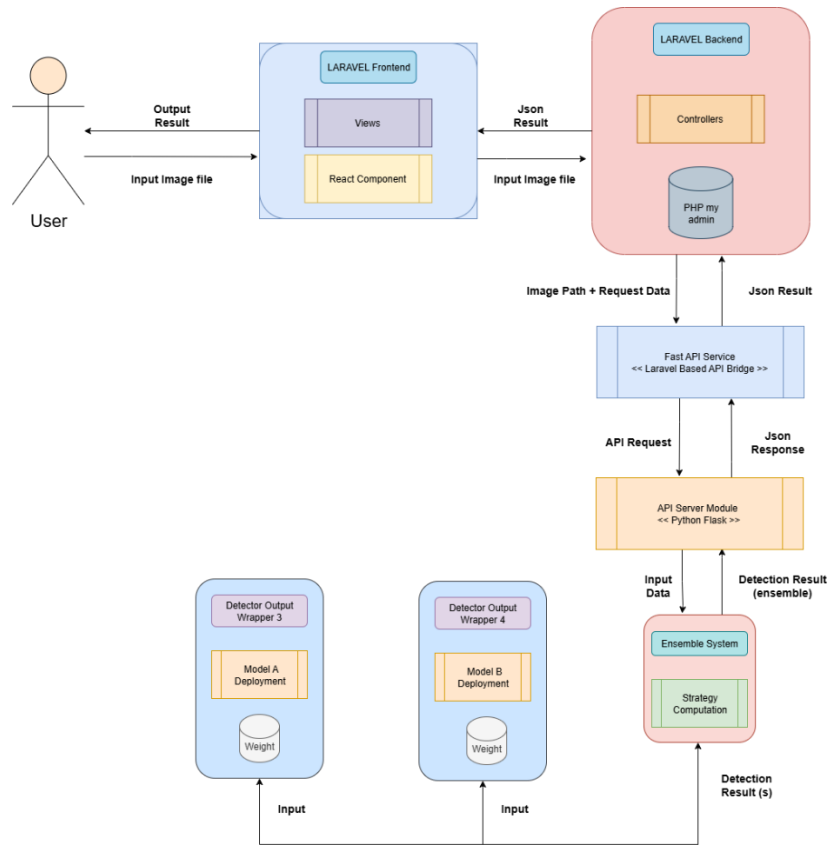 LARAVEL Frontend
LARAVEL Backend
Output
Result
Views
Json
Result
Controllers
Input Image file
React Component
Input Image file
User
PHP my
admin
Image Path + Request Data
Json Result
Fast API Service
<< Laravel Based API Bridge >>
API Request
Json
Response
API Server Module
<< Python Flask >>
Input
Data
Detection Result
(ensemble)
Detector Output
Wrapper 3
Detector Output
Wrapper 4
Ensemble System
Model A
Deployment
Model B
Deployment
Strategy
Computation
Weight
Weight
Detection
Result (s)
Input
Input